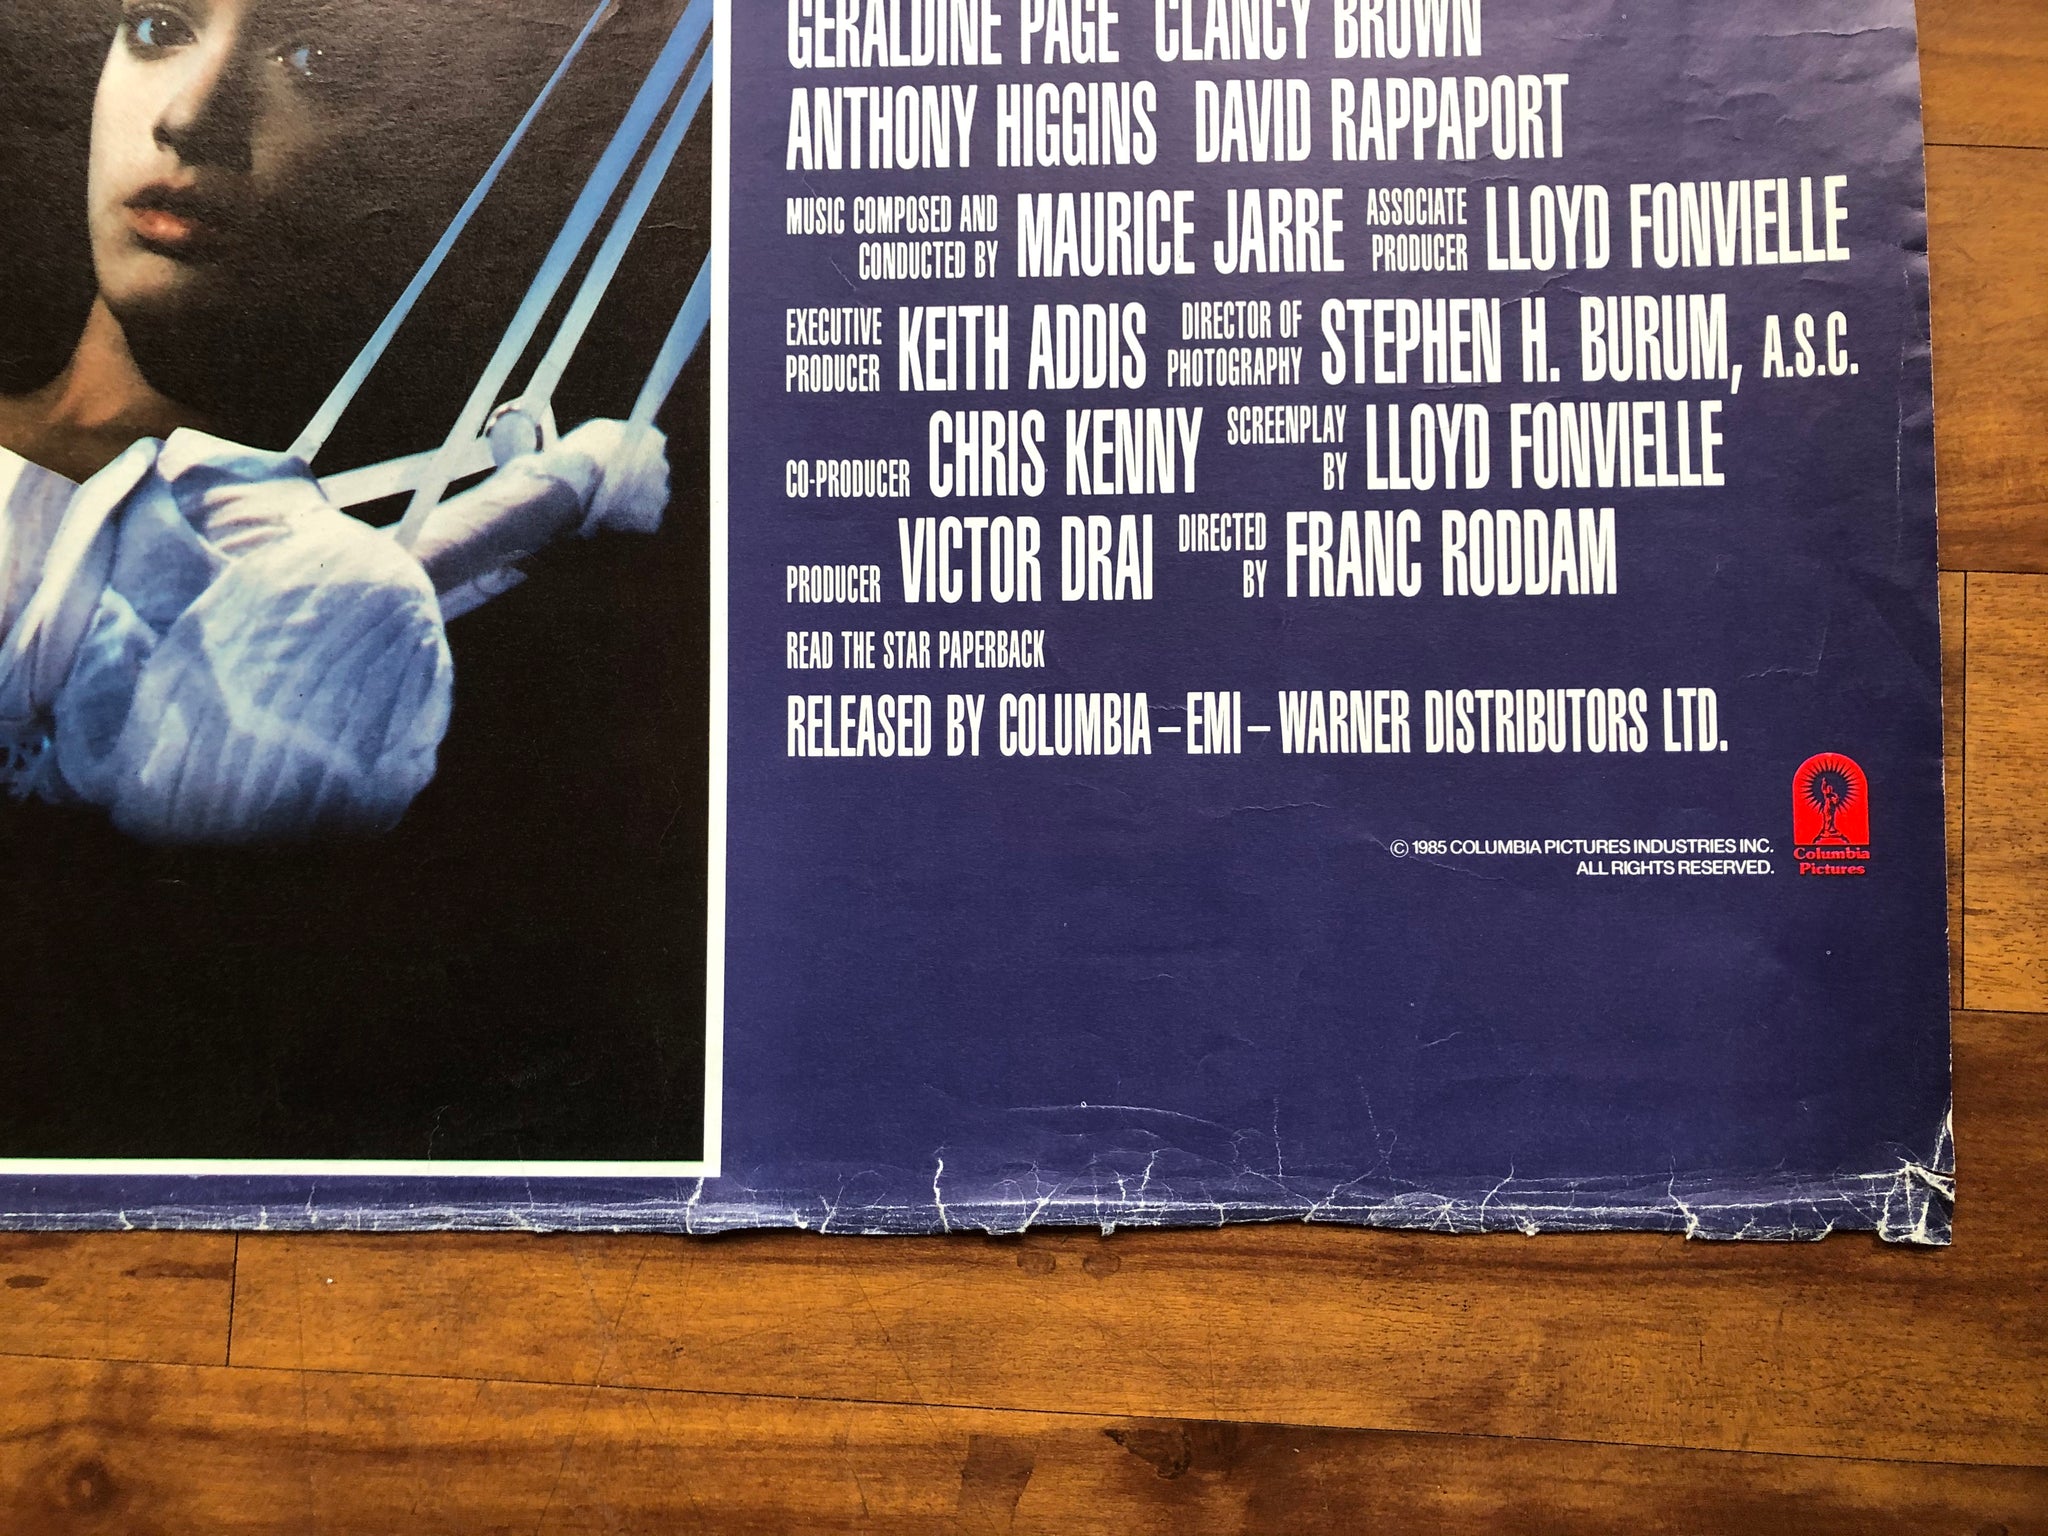 GERALDINE PAGE CLANCY BROWN
ANTHONY HIGGINS DAVID RAPPAPORT
MUSIC COMPOSED AND CONDUCTED BY MAURICE JARRE ASSOCIATE PRODUCER LLOYD FONVIELLE
EXECUTIVE PRODUCER KEITH ADDIS DIRECTOR OF PHOTOGRAPHY STEPHEN H. BURUM, A.S.C.
CO-PRODUCER CHRIS KENNY SCREENPLAY BY LLOYD FONVIELLE
PRODUCER VICTOR DRAI DIRECTED BY FRANC RODDAM
READ THE STAR PAPERBACK
RELEASED BY COLUMBIA – EMI – WARNER DISTRIBUTORS LTD.
© 1985 COLUMBIA PICTURES INDUSTRIES INC.
ALL RIGHTS RESERVED.
Columbia
Pictures